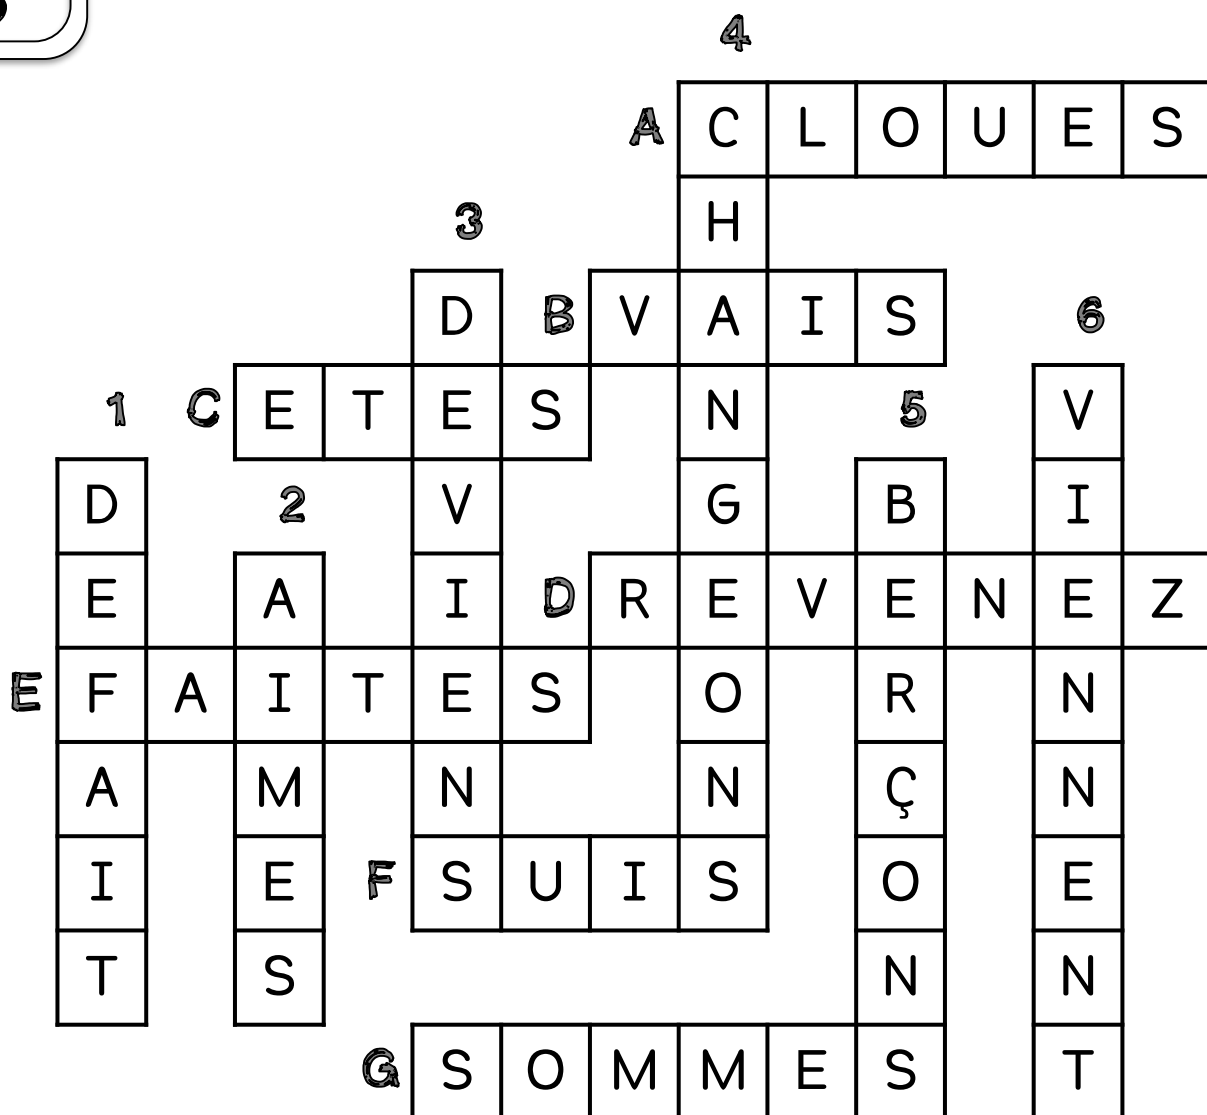 4
A C L O U E S
3 H
D B V A I S 6
1 C E T E S N 5 V
D 2 V G B I
E A I D R E V E N E Z
E F A I T E S O R N
A M N N Ç N
I E F S U I S O E
T S N N
G S O M M E S T